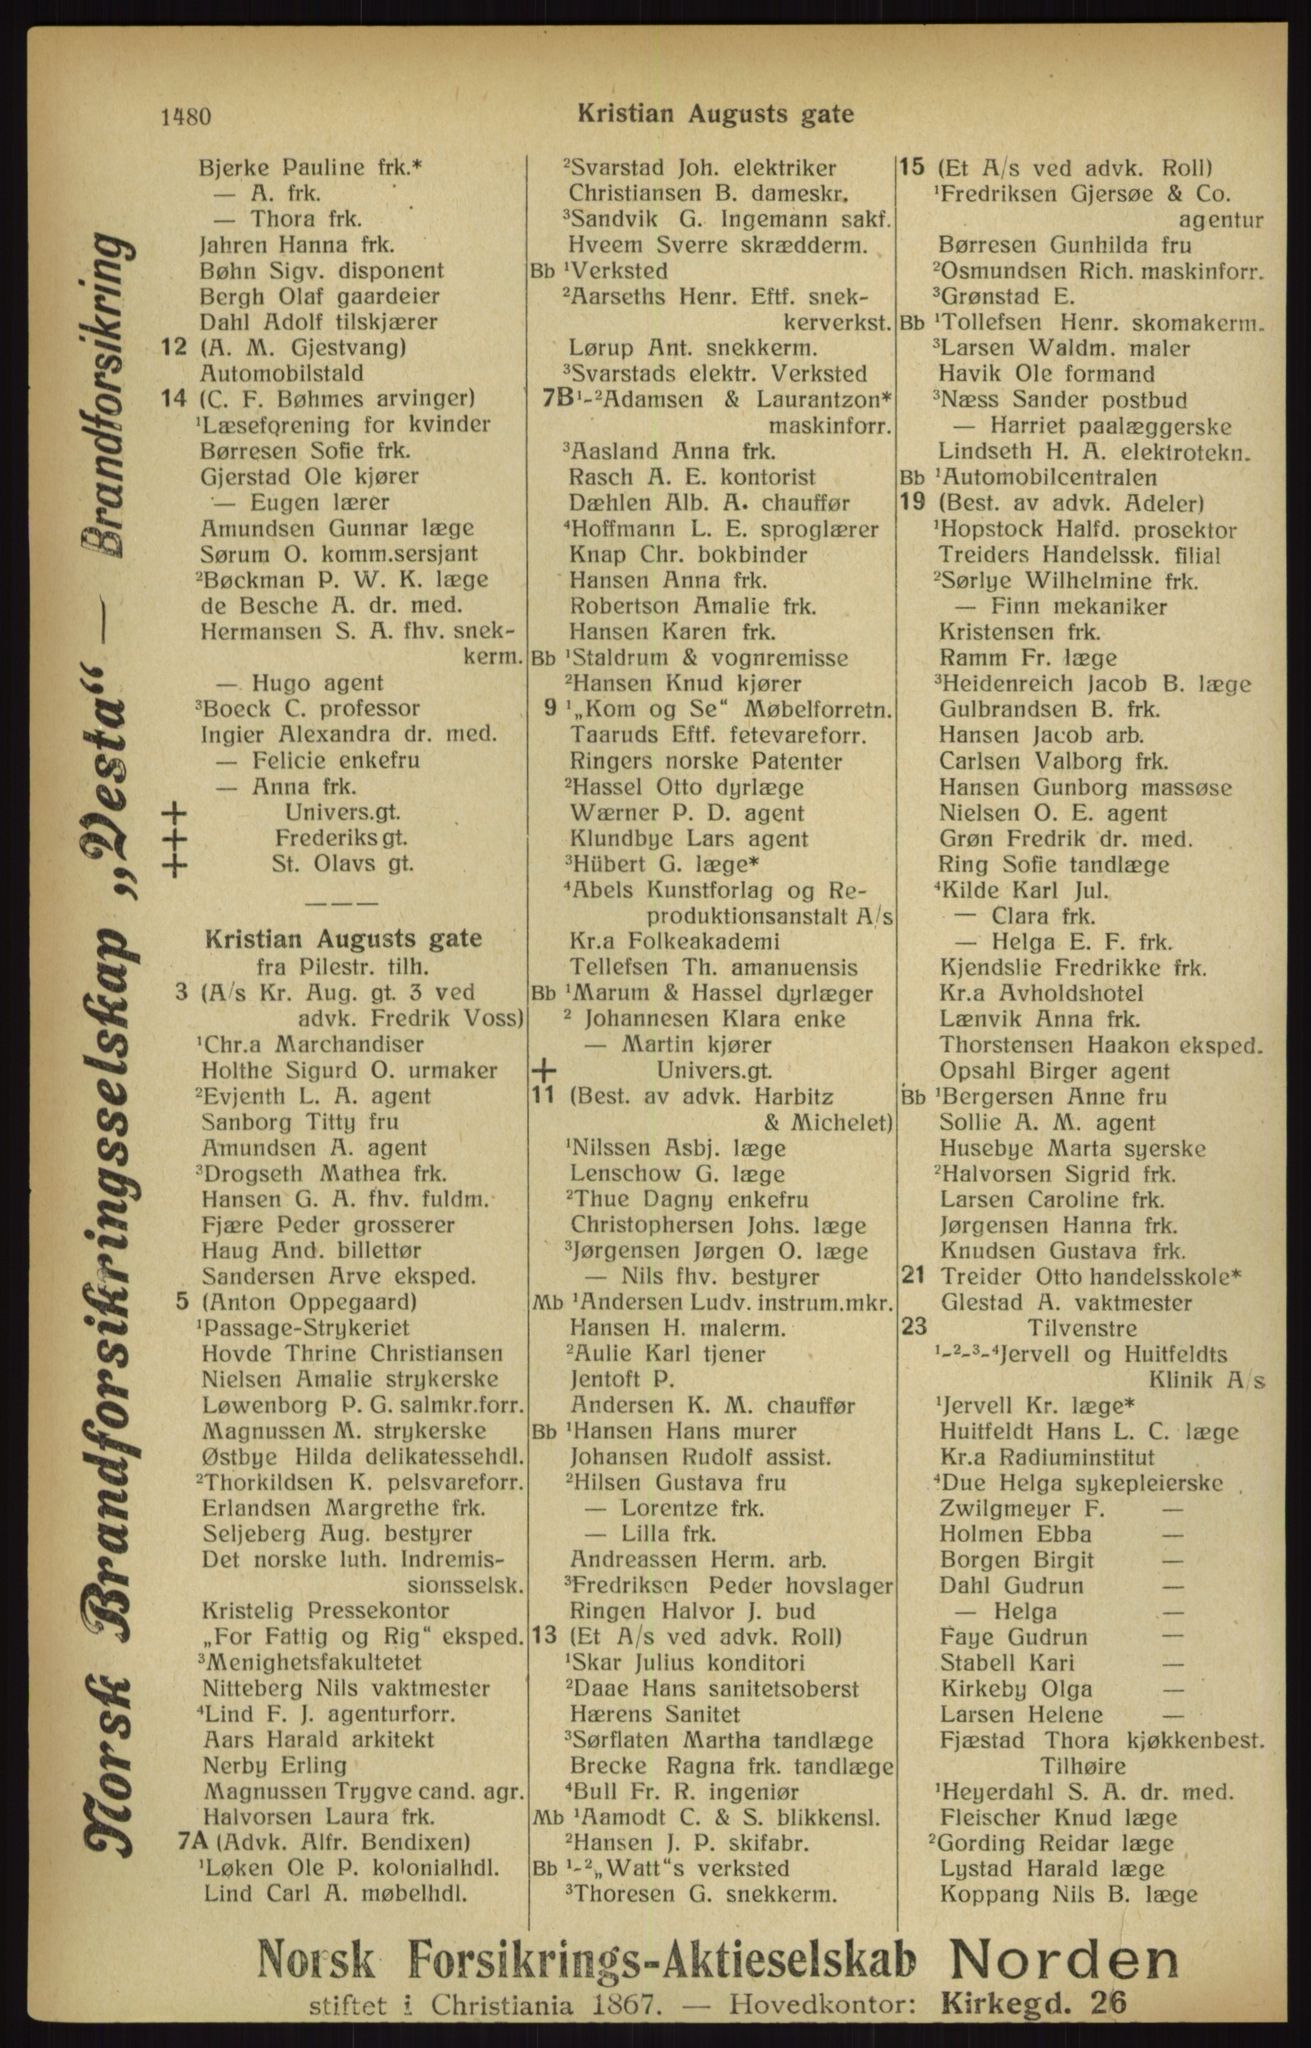 1480
Kristian Augusts gate
Norsk Brandforsikringsselskap „Vesta“ — Brandforsikring
Bjerke Pauline frk.*
— A. frk.
— Thora frk.
Jahren Hanna frk.
Bøhn Sigv. disponent
Bergh Olaf gaardeier
Dahl Adolf tilskjærer
12 (A. M. Gjestvang)
Automobilstald
14 (C. F. Bøhmes arvinger)
¹Læseforening for kvinder
Børresen Sofie frk.
Gjerstad Ole kjører
— Eugen lærer
Amundsen Gunnar læge
Sørum O. komm.sersjant
²Bøckman P. W. K. læge
de Besche A. dr. med.
Hermansen S. A. fhv. snek-
kerm.
— Hugo agent
³Boeck C. professor
Ingier Alexandra dr. med.
— Felicie enkefru
— Anna frk.
+ Univers.gt.
+ Frederiks gt.
+ St. Olavs gt.
— — —
Kristian Augusts gate
fra Pilestr. tilh.
3 (A/s Kr. Aug. gt. 3 ved
advk. Fredrik Voss)
¹Chr.a Marchandiser
Holthe Sigurd O. urmaker
²Evjenth L. A. agent
Sanborg Titty fru
Amundsen A. agent
³Drogseth Mathea frk.
Hansen G. A. fhv. fuldm.
Fjære Peder grosserer
Haug And. billettør
Sandersen Arve eksped.
5 (Anton Oppegaard)
¹Passage-Strykeriet
Hovde Thrine Christiansen
Nielsen Amalie strykerske
Løwenborg P. G. salmkr.forr.
Magnussen M. strykerske
Østbye Hilda delikatessehdl.
²Thorkildsen K. pelsvareforr.
Erlandsen Margrethe frk.
Seljeberg Aug. bestyrer
Det norske luth. Indremis-
sionsselsk.
Kristelig Pressekontor
„For Fattig og Rig“ eksped.
³Menighetsfakultetet
Nitteberg Nils vaktmester
⁴Lind F. J. agenturforr.
Aars Harald arkitekt
Nerby Erling
Magnussen Trygve cand. agr.
Halvorsen Laura frk.
7A (Advk. Alfr. Bendixen)
¹Løken Ole P. kolonialhdl.
Lind Carl A. møbelhdl.
²Svarstad Joh. elektriker
Christiansen B. dameskr.
³Sandvik G. Ingemann sakf.
Hveem Sverre skrædderm.
Bb ¹Verksted
²Aarseths Henr. Eftf. snek-
kerverkst.
Lørup Ant. snekkerm.
³Svarstads elektr. Verksted
7B ¹-²Adamsen & Laurantzon*
maskinforr.
³Aasland Anna frk.
Rasch A. E. kontorist
Dæhlen Alb. A. chauffør
⁴Hoffmann L. E. sproglærer
Knap Chr. bokbinder
Hansen Anna frk.
Robertson Amalie frk.
Hansen Karen frk.
Bb ¹Staldrum & vognremisse
²Hansen Knud kjører
9 ¹„Kom og Se“ Møbelforretn.
Taaruds Eftf. fetevareforr.
Ringers norske Patenter
²Hassel Otto dyrlæge
Wærner P. D. agent
Klundbye Lars agent
³Hübert G. læge*
⁴Abels Kunstforlag og Re-
produktionsanstalt A/s
Kr.a Folkeakademi
Tellefsen Th. amanuensis
Bb ¹Marum & Hassel dyrlæger
² Johannesen Klara enke
— Martin kjører
+ Univers.gt.
11 (Best. av advk. Harbitz
& Michelet)
¹Nilssen Asbj. læge
Lenschow G. læge
²Thue Dagny enkefru
Christophersen Johs. læge
³Jørgensen Jørgen O. læge
— Nils fhv. bestyrer
Mb ¹Andersen Ludv. instrum.mkr.
Hansen H. malerm.
²Aulie Karl tjener
Jentoft P.
Andersen K. M. chauffør
Bb ¹Hansen Hans murer
Johansen Rudolf assist.
²Hilsen Gustava fru
— Lorentze frk.
— Lilla frk.
Andreassen Herm. arb.
³Fredriksen Peder hovslager
Ringen Halvor J. bud
13 (Et A/s ved advk. Roll)
¹Skar Julius konditori
²Daae Hans sanitetsoberst
Hærens Sanitet
³Sørflaten Martha tandlæge
Brecke Ragna frk. tandlæge
⁴Bull Fr. R. ingeniør
Mb ¹Aamodt C. & S. blikkensl.
²Hansen J. P. skifabr.
Bb ¹-²„Watt“s verksted
³Thoresen G. snekkerm.
15 (Et A/s ved advk. Roll)
¹Fredriksen Gjersøe & Co.
agentur
Børresen Gunhilda fru
²Osmundsen Rich. maskinforr.
³Grønstad E.
Bb ¹Tollefsen Henr. skomakerm.
³Larsen Waldm. maler
Havik Ole formand
³Næss Sander postbud
— Harriet paalæggerske
Lindseth H. A. elektrotekn.
Bb ¹Automobilcentralen
19 (Best. av advk. Adeler)
¹Hopstock Halfd. prosektor
Treiders Handelssk. filial
²Sørlye Wilhelmine frk.
— Finn mekaniker
Kristensen frk.
Ramm Fr. læge
³Heidenreich Jacob B. læge
Gulbrandsen B. frk.
Hansen Jacob arb.
Carlsen Valborg frk.
Hansen Gunborg massøse
Nielsen O. E. agent
Grøn Fredrik dr. med.
Ring Sofie tandlæge
⁴Kilde Karl Jul.
— Clara frk.
— Helga E. F. frk.
Kjendslie Fredrikke frk.
Kr.a Avholdshotel
Lænvik Anna frk.
Thorstensen Haakon eksped.
Opsahl Birger agent
Bb ¹Bergersen Anne fru
Sollie A. M. agent
Husebye Marta syerske
²Halvorsen Sigrid frk.
Larsen Caroline frk.
Jørgensen Hanna frk.
Knudsen Gustava frk.
21 Treider Otto handelsskole*
Glestad A. vaktmester
23 Tilvenstre
¹-²-³-⁴Jervell og Huitfeldts
Klinik A/s
¹Jervell Kr. læge*
Huitfeldt Hans L. C. læge
Kr.a Radiuminstitut
⁴Due Helga sykepleierske
Zwilgmeyer F. —
Holmen Ebba —
Borgen Birgit —
Dahl Gudrun —
— Helga —
Faye Gudrun —
Stabell Kari —
Kirkeby Olga —
Larsen Helene —
Fjæstad Thora kjøkkenbest.
Tilhøire
¹Heyerdahl S. A. dr. med.
Fleischer Knud læge
²Gording Reidar læge
Lystad Harald læge
Koppang Nils B. læge
Norsk Forsikrings-Aktieselskab Norden
stiftet i Christiania 1867. — Hovedkontor: Kirkegd. 26